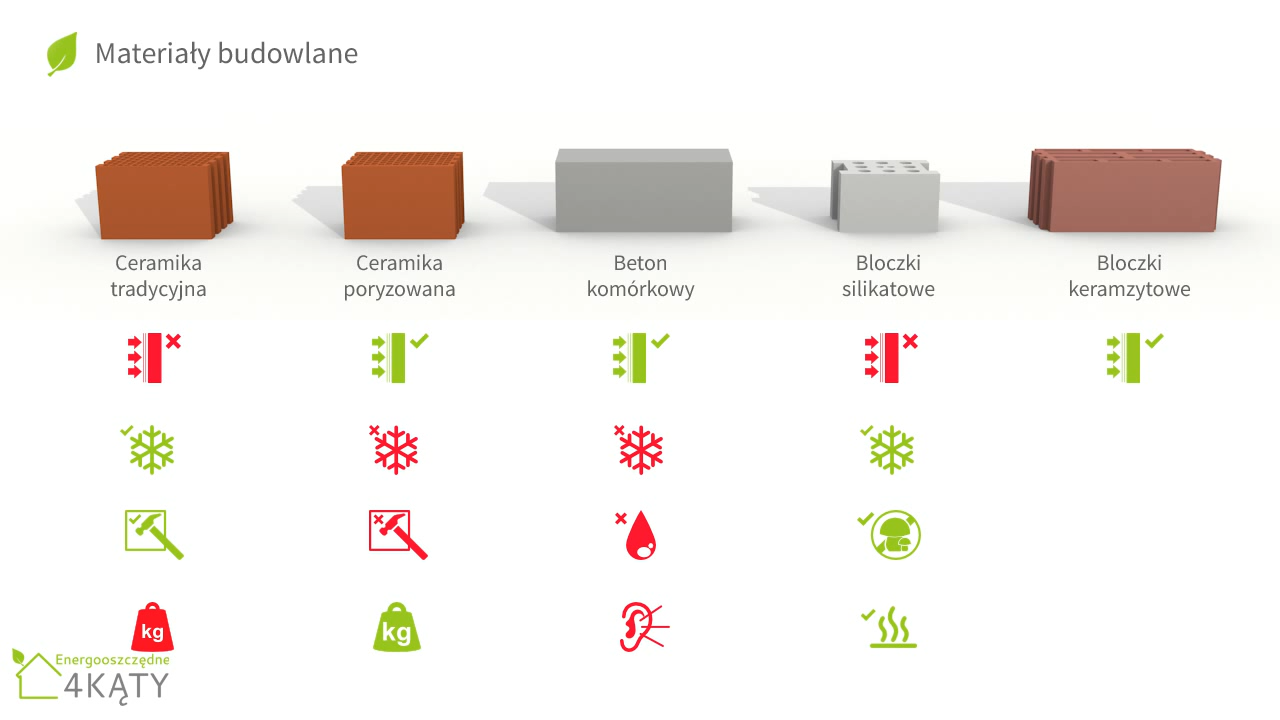 Materiały budowlane
Ceramika
tradycyjna
Ceramika
poryzowana
Beton
komórkowy
Bloczki
silikatowe
Bloczki
keramzytowe
kg
kg
Energooszczędne
4KĄTY